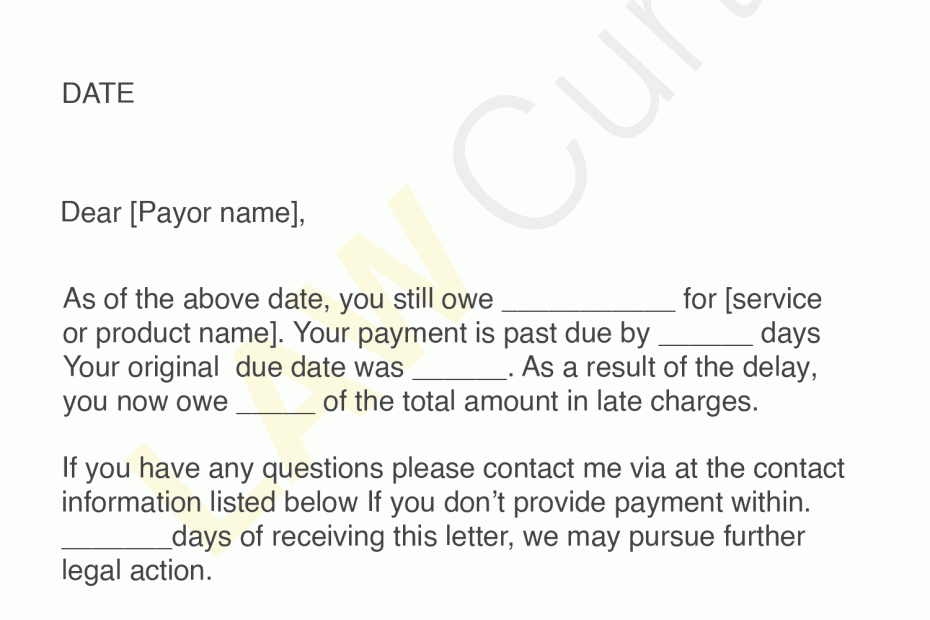 DATE
Dear [Payor name],
As of the above date, you still owe ___________ for [service
or product name]. Your payment is past due by ______ days
Your original  due date was ______. As a result of the delay,
you now owe _____ of the total amount in late charges.
If you have any questions please contact me via at the contact
information listed below If you don’t provide payment within.
_______days of receiving this letter, we may pursue further
legal action.
LAW Curt